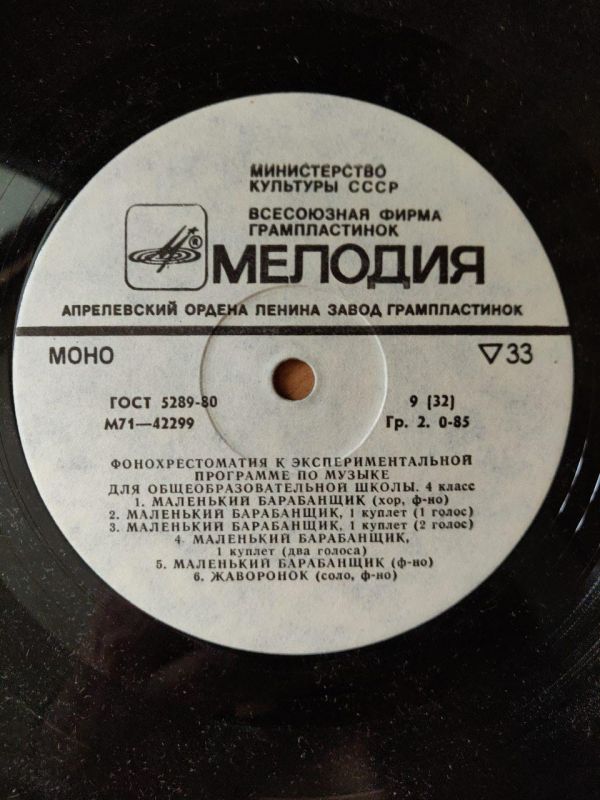 МИНИСТЕРСТВО
КУЛЬТУРЫ СССР
ВСЕСОЮЗНАЯ ФИРМА
ГРАМПЛАСТИНОК
®
МЕЛОДИЯ
АПРЕЛЕВСКИЙ ОРДЕНА ЛЕНИНА ЗАВОД ГРАМПЛАСТИНОК
МОНО ▽33
ГОСТ 5289-80 9 (32)
М71—42299 Гр. 2. 0-85
ФОНОХРЕСТОМАТИЯ К ЭКСПЕРИМЕНТАЛЬНОЙ
ПРОГРАММЕ ПО МУЗЫКЕ
ДЛЯ ОБЩЕОБРАЗОВАТЕЛЬНОЙ ШКОЛЫ. 4 класс
1. МАЛЕНЬКИЙ БАРАБАНЩИК (хор, ф-но)
2. МАЛЕНЬКИЙ БАРАБАНЩИК, 1 куплет (1 голос)
3. МАЛЕНЬКИЙ БАРАБАНЩИК, 1 куплет (2 голос)
4. МАЛЕНЬКИЙ БАРАБАНЩИК,
1 куплет (два голоса)
5. МАЛЕНЬКИЙ БАРАБАНЩИК (ф-но)
6. ЖАВОРОНОК (соло, ф-но)